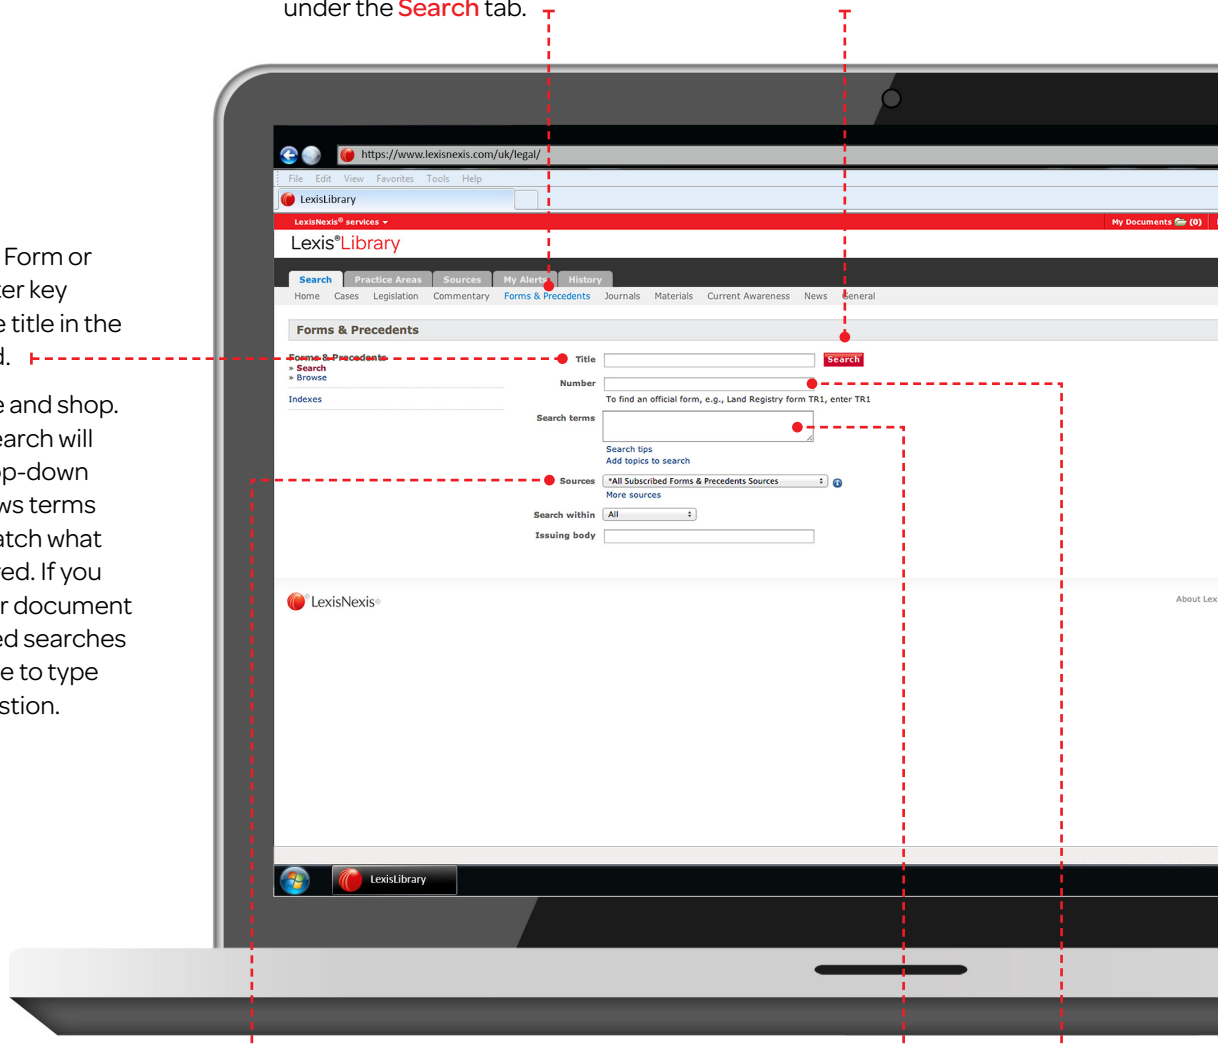 under the Search tab.
https://www.lexisnexis.com/uk/legal/
File Edit View Favorites Tools Help
LexisLibrary
LexisNexis® services
My Documents (0)
Lexis®Library
Search Practice Areas Sources My Alerts History
Home Cases Legislation Commentary Forms & Precedents Journals Materials Current Awareness News General
Forms & Precedents
Forms & Precedents
» Search
» Browse
Indexes
Title
Search
Number
To find an official form, e.g., Land Registry form TR1, enter TR1
Search terms
Search tips
Add topics to search
Sources *All Subscribed Forms & Precedents Sources
More sources
Search within All
Issuing body
LexisNexis®
About Lex
LexisLibrary
Form or
ter key
e title in the
d.
e and shop.
earch will
op-down
ws terms
atch what
red. If you
r document
ed searches
e to type
stion.